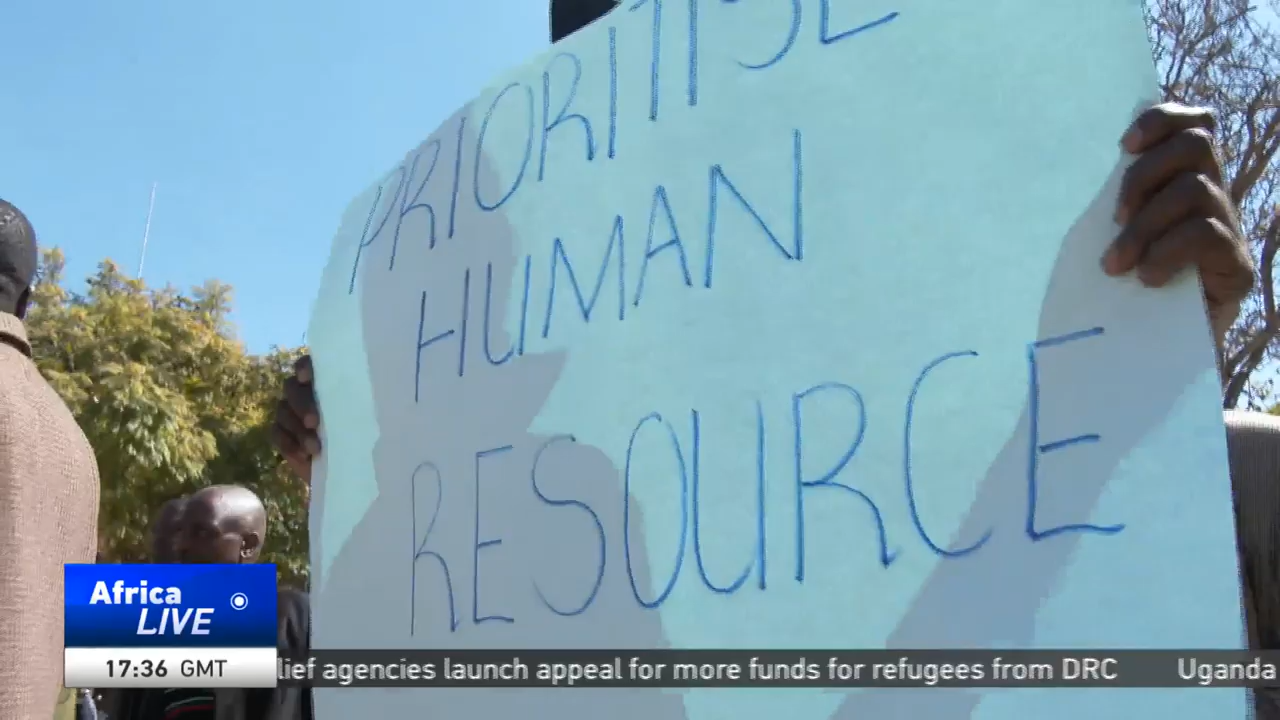 PRIORITISE
HUMAN
RESOURCE
Africa
LIVE
17:36 GMT
lief agencies launch appeal for more funds for refugees from DRC Uganda